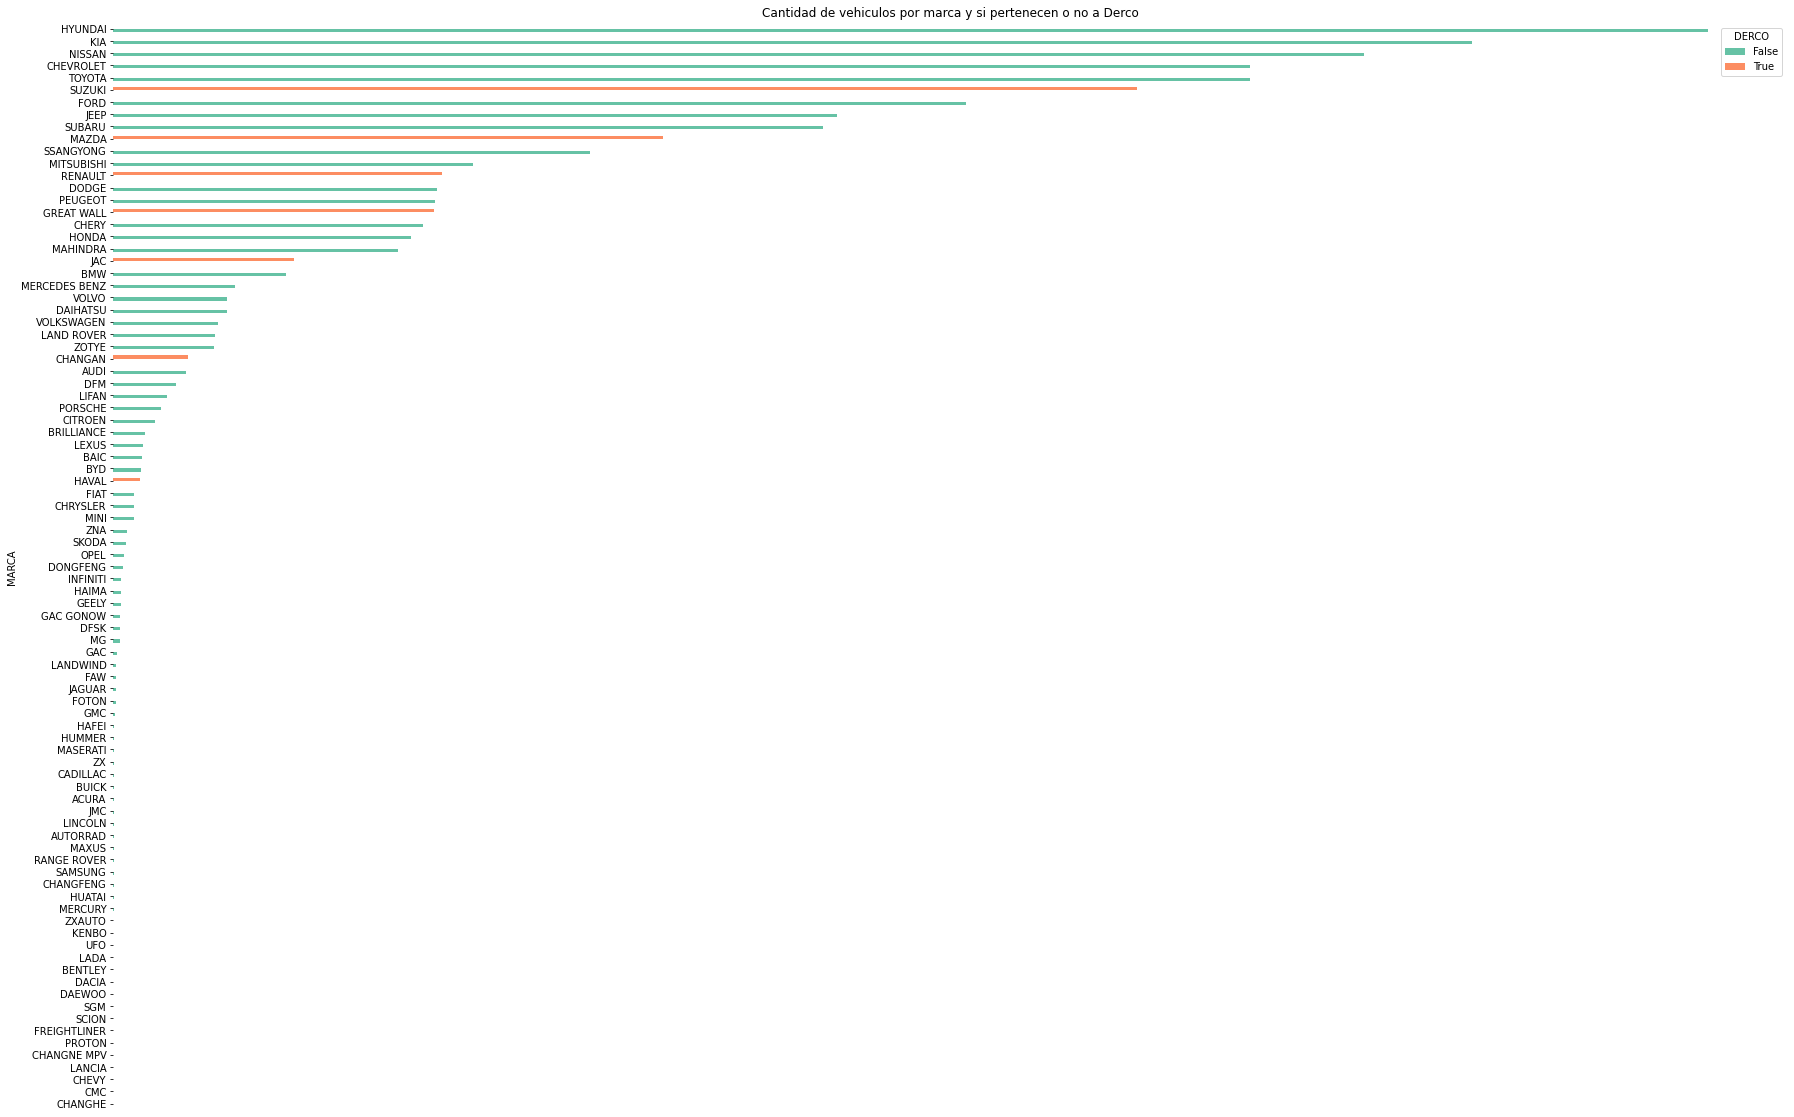 Cantidad de vehiculos por marca y si pertenecen o no a Derco
HYUNDAI
KIA
NISSAN
CHEVROLET
TOYOTA
SUZUKI
FORD
JEEP
SUBARU
MAZDA
SSANGYONG
MITSUBISHI
RENAULT
DODGE
PEUGEOT
GREAT WALL
CHERY
HONDA
MAHINDRA
JAC
BMW
MERCEDES BENZ
VOLVO
DAIHATSU
VOLKSWAGEN
LAND ROVER
ZOTYE
CHANGAN
AUDI
DFM
LIFAN
PORSCHE
CITROEN
BRILLIANCE
LEXUS
BAIC
BYD
HAVAL
FIAT
CHRYSLER
MINI
ZNA
SKODA
OPEL
DONGFENG
INFINITI
HAIMA
GEELY
GAC GONOW
DFSK
MG
GAC
LANDWIND
FAW
JAGUAR
FOTON
GMC
HAFEI
HUMMER
MASERATI
ZX
CADILLAC
BUICK
ACURA
JMC
LINCOLN
AUTORRAD
MAXUS
RANGE ROVER
SAMSUNG
CHANGFENG
HUATAI
MERCURY
ZXAUTO
KENBO
UFO
LADA
BENTLEY
DACIA
DAEWOO
SGM
SCION
FREIGHTLINER
PROTON
CHANGNE MPV
LANCIA
CHEVY
CMC
CHANGHE
MARCA
DERCO
False
True